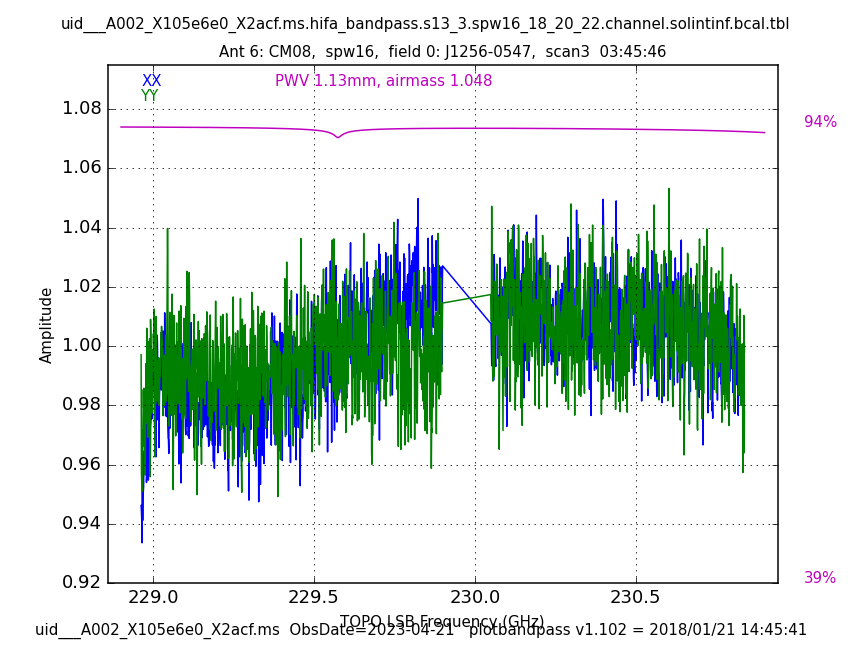 uid___A002_X105e6e0_X2acf.ms.hifa_bandpass.s13_3.spw16_18_20_22.channel.solintinf.bcal.tbl
Ant 6: CM08, spw16, field 0: J1256-0547, scan3 03:45:46
XX
PWV 1.13mm, airmass 1.048
YY
94%
39%
1.08
1.06
1.04
1.02
1.00
0.98
0.96
0.94
0.92
Amplitude
229.0 229.5 230.0 230.5
TOPO LSB Frequency (GHz)
uid___A002_X105e6e0_X2acf.ms ObsDate=2023-04-21 plotbandpass v1.102 = 2018/01/21 14:45:41